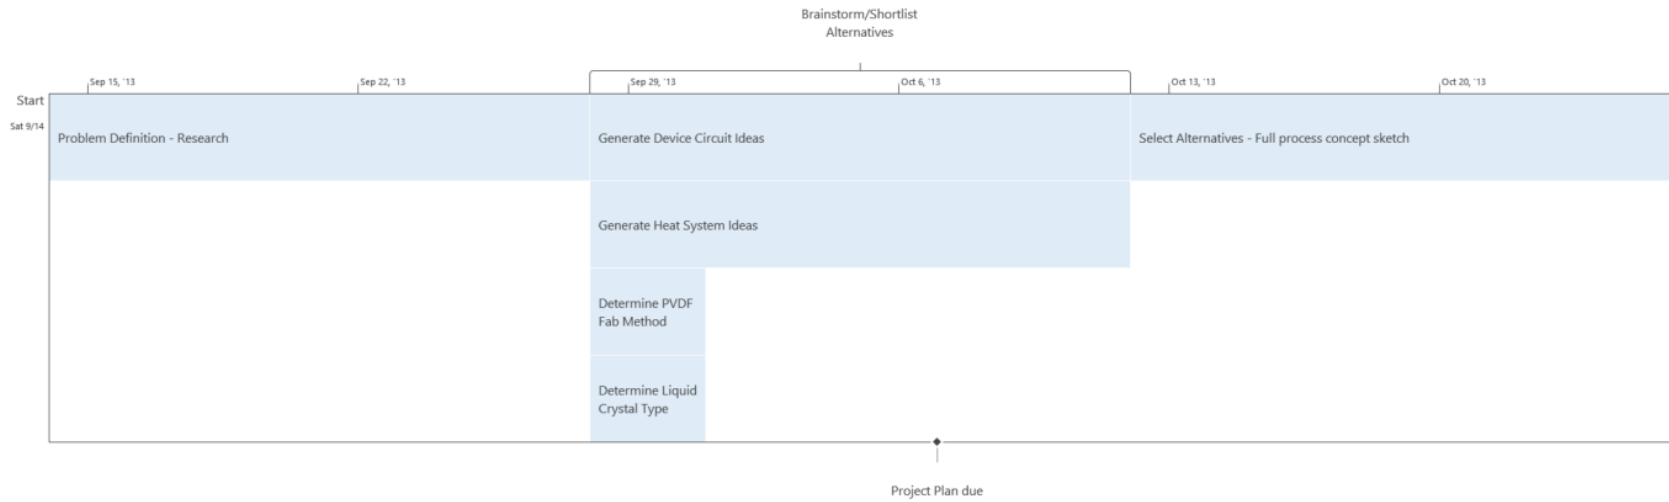 Brainstorm/Shortlist
Alternatives
Sep 15, '13
Sep 22, '13
Sep 29, '13
Oct 6, '13
Oct 13, '13
Oct 20, '13
Start
Sat 9/14
Problem Definition - Research
Generate Device Circuit Ideas
Select Alternatives - Full process concept sketch
Generate Heat System Ideas
Determine PVDF
Fab Method
Determine Liquid
Crystal Type
Project Plan due